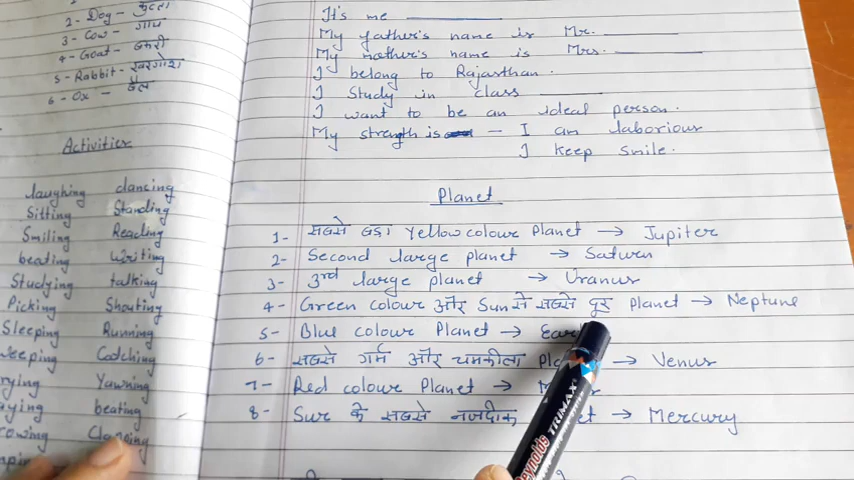 2 - Dog - कुत्ता
3 - Cow - गाय
4 - Goat - बकरी
5 - Rabbit - खरगोश
6 - Ox - बैल
Activities
laughing dancing
Sitting Standing
Smiling Reading
beating writing
Studying talking
Picking Shouting
Sleeping Running
Catching
Yawning
beating
It's me
My father's name is Mr.
My mother's name is Mrs.
I belong to Rajasthan.
I Study in class
I want to be an ideal person.
My strength is - I an laborious
I keep smile.
Planet
1- सबसे बड़ा Yellow colour Planet → Jupiter
2- Second large planet → Saturn
3- 3rd large planet → Uranus
4- Green colour और Sun से सबसे दूर Planet → Neptune
5- Blue colour Planet →
6- सबसे गर्म और चमकीला → Venus
7- Red colour Planet →
8- Sur के सबसे नजदीक → Mercury
Reynolds TRIMAX